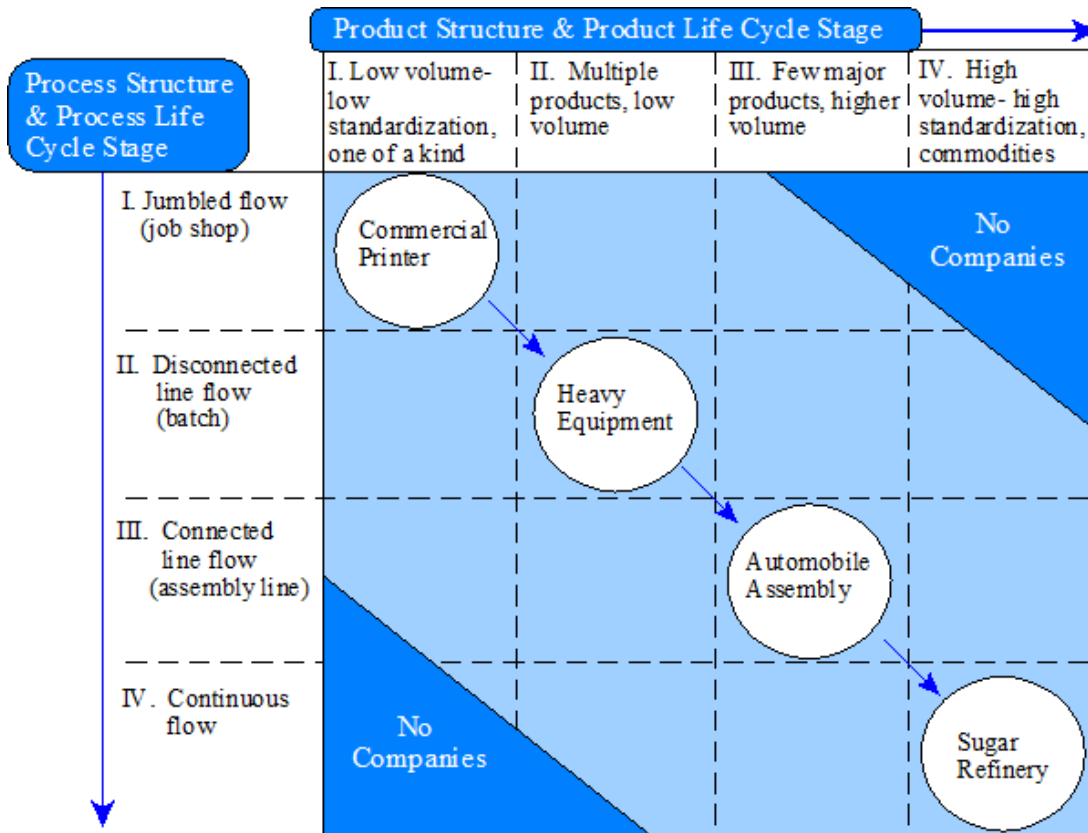 Product Structure & Product Life Cycle Stage
Process Structure
& Process Life
Cycle Stage
I. Low volume-
low
standardization,
one of a kind
II. Multiple
products, low
volume
III. Few major
products, higher
volume
IV. High
volume- high
standardization,
commodities
I. Jumbled flow
(job shop)
Commercial
Printer
No
Companies
II. Disconnected
line flow
(batch)
Heavy
Equipment
III. Connected
line flow
(assembly line)
Automobile
Assembly
IV. Continuous
flow
No
Companies
Sugar
Refinery